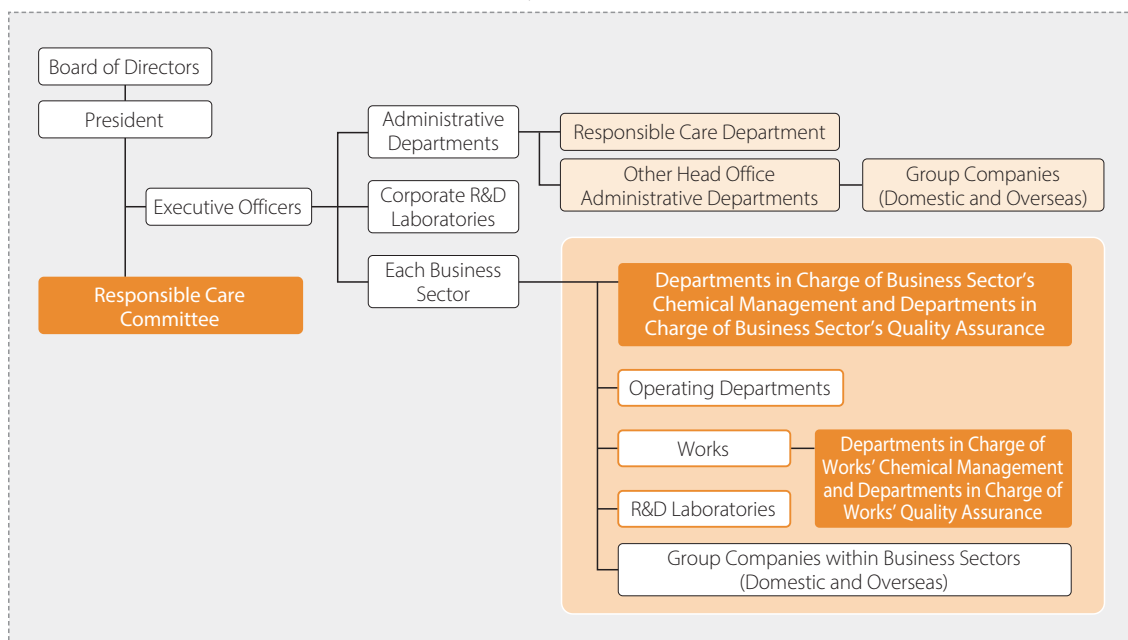 Board of Directors
President
Executive Officers
Responsible Care
Committee
Administrative
Departments
Corporate R&D
Laboratories
Each Business
Sector
Responsible Care Department
Other Head Office
Administrative Departments
Group Companies
(Domestic and Overseas)
Departments in Charge of Business Sector’s
Chemical Management and Departments in
Charge of Business Sector’s Quality Assurance
Operating Departments
Works
Departments in Charge of
Works’ Chemical Management
and Departments in Charge of
Works’ Quality Assurance
R&D Laboratories
Group Companies within Business Sectors
(Domestic and Overseas)